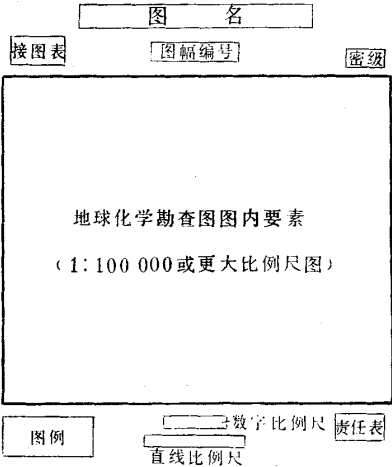 图 名
接图表
图幅编号
密级
地球化学勘查图图内要素
(1:100 000或更大比例尺图)
图例
数字比例尺
责任表
直线比例尺